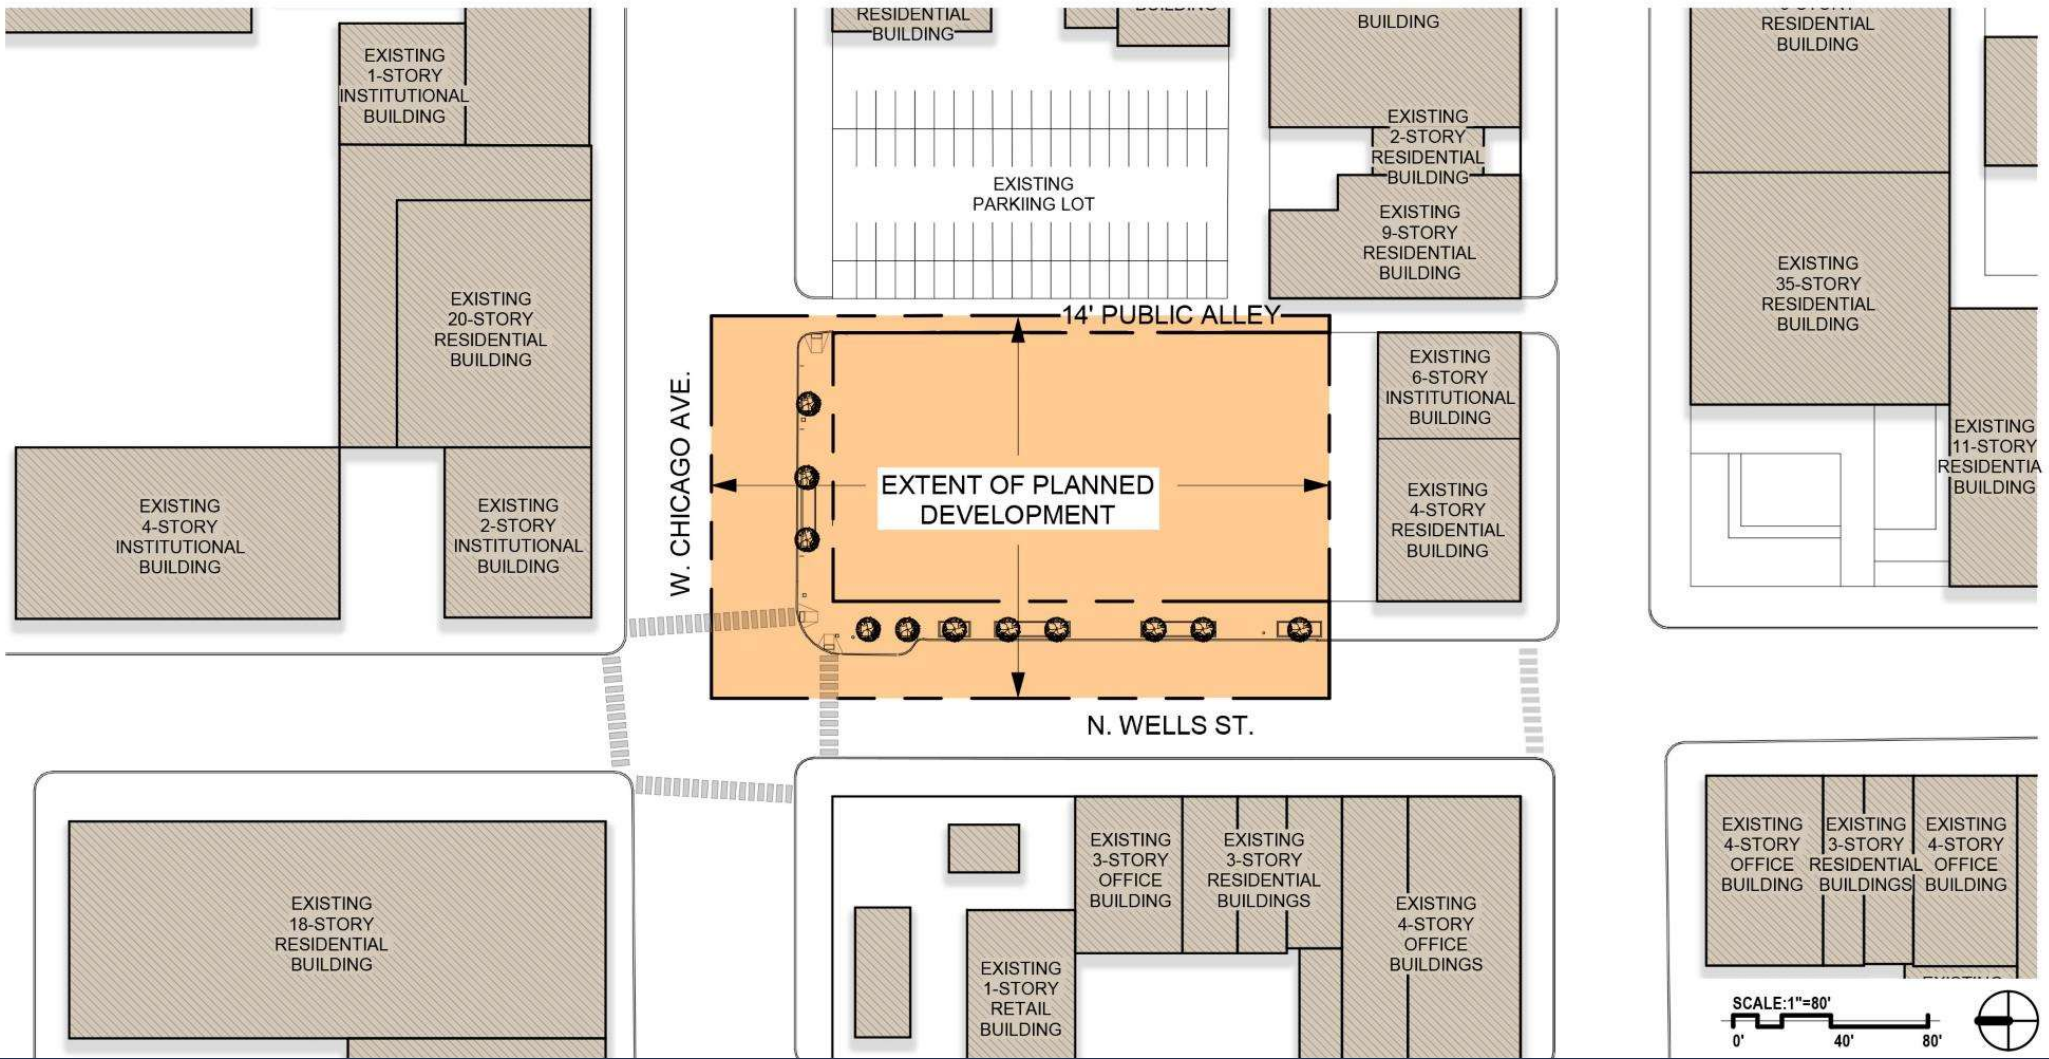 RESIDENTIAL
BUILDING
BUILDING
BUILDING
RESIDENTIAL
BUILDING
EXISTING
1-STORY
INSTITUTIONAL
BUILDING
EXISTING
2-STORY
RESIDENTIAL
BUILDING
EXISTING
PARKIING LOT
EXISTING
9-STORY
RESIDENTIAL
BUILDING
EXISTING
35-STORY
RESIDENTIAL
BUILDING
EXISTING
20-STORY
RESIDENTIAL
BUILDING
14' PUBLIC ALLEY
EXISTING
6-STORY
INSTITUTIONAL
BUILDING
W. CHICAGO AVE.
EXTENT OF PLANNED
DEVELOPMENT
EXISTING
4-STORY
RESIDENTIAL
BUILDING
EXISTING
11-STORY
RESIDENTIA
BUILDING
EXISTING
4-STORY
INSTITUTIONAL
BUILDING
EXISTING
2-STORY
INSTITUTIONAL
BUILDING
N. WELLS ST.
EXISTING
18-STORY
RESIDENTIAL
BUILDING
EXISTING
3-STORY
OFFICE
BUILDING
EXISTING
3-STORY
RESIDENTIAL
BUILDINGS
EXISTING
4-STORY
OFFICE
BUILDINGS
EXISTING
1-STORY
RETAIL
BUILDING
EXISTING
4-STORY
OFFICE
BUILDING
EXISTING
3-STORY
RESIDENTIAL
BUILDINGS
EXISTING
4-STORY
OFFICE
BUILDING
EXISTING
SCALE:1"=80'
0' 40' 80'